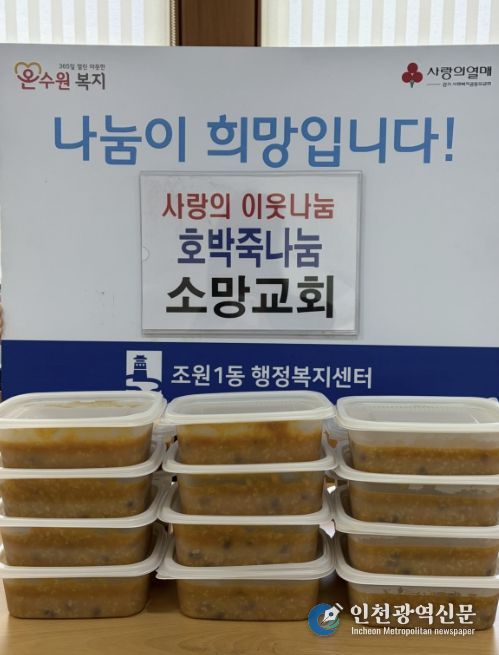 365일 열린 따뜻한
온수원 복지
사랑의열매
나눔이 희망입니다!
사랑의 이웃나눔
호박죽나눔
소망교회
조원1동 행정복지센터
인천광역신문
Incheon Metropolitan newspaper